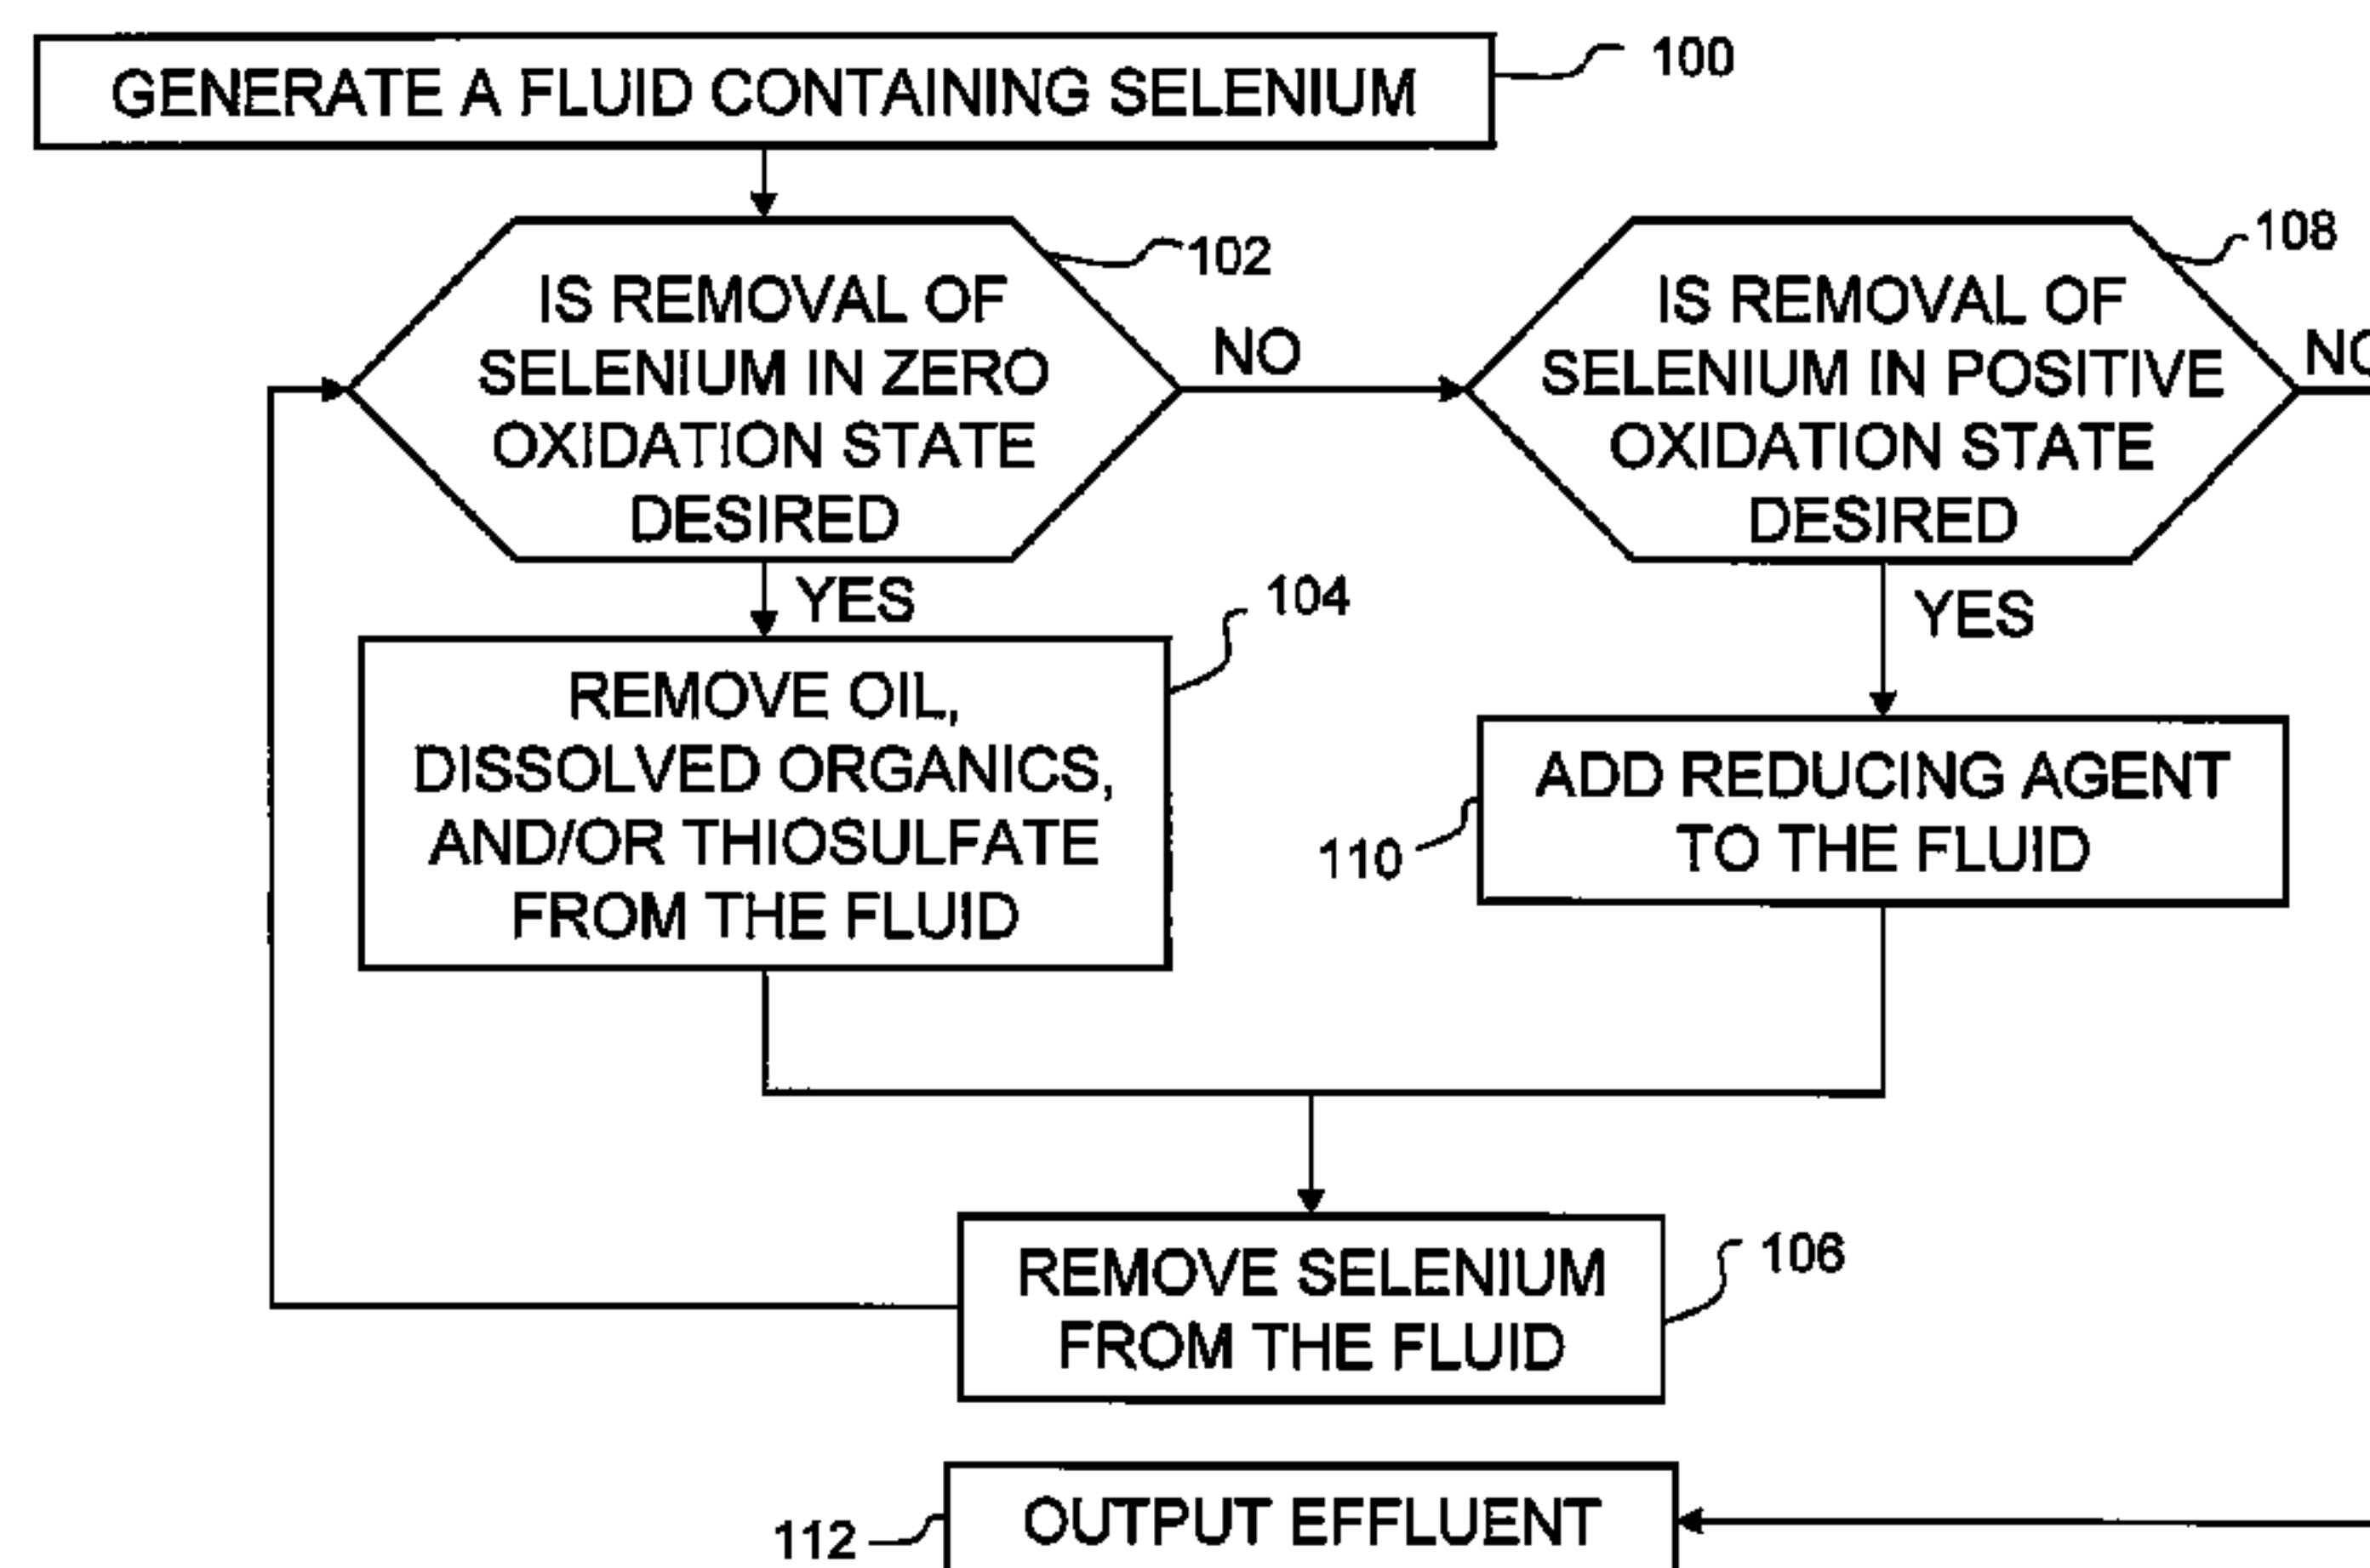 GENERATE A FLUID CONTAINING SELENIUM
100
IS REMOVAL OF
SELENIUM IN ZERO
OXIDATION STATE
DESIRED
102
NO
IS REMOVAL OF
SELENIUM IN POSITIVE
OXIDATION STATE
DESIRED
108
NO
YES
YES
REMOVE OIL,
DISSOLVED ORGANICS,
AND/OR THIOSULFATE
FROM THE FLUID
104
ADD REDUCING AGENT
TO THE FLUID
110
REMOVE SELENIUM
FROM THE FLUID
106
OUTPUT EFFLUENT
112